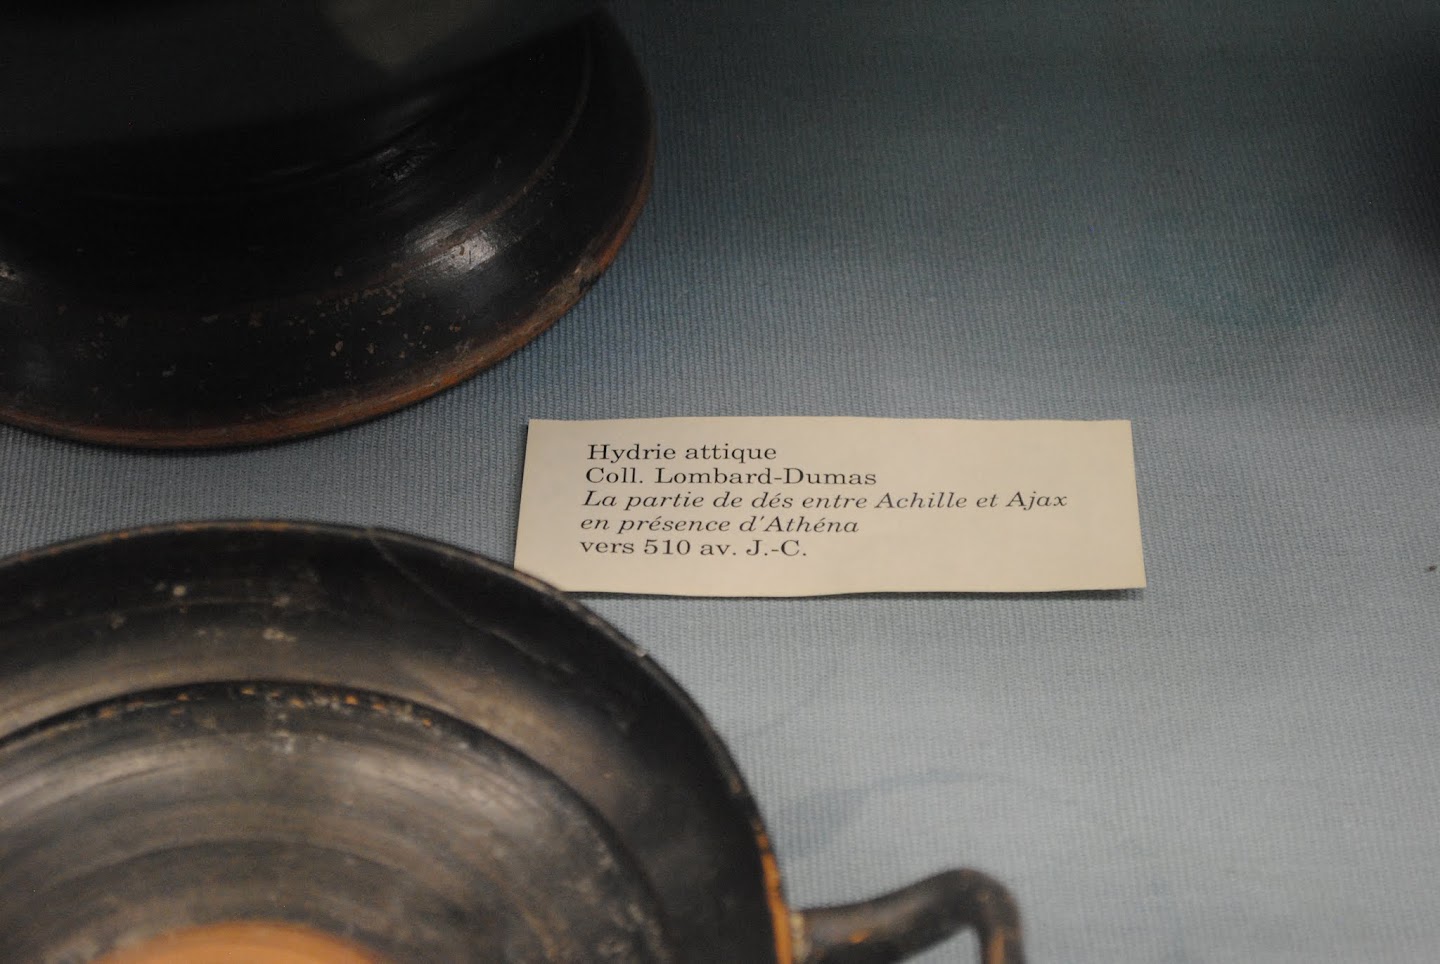 Hydrie attique
Coll. Lombard-Dumas
La partie de dés entre Achille et Ajax
en présence d'Athéna
vers 510 av. J.-C.